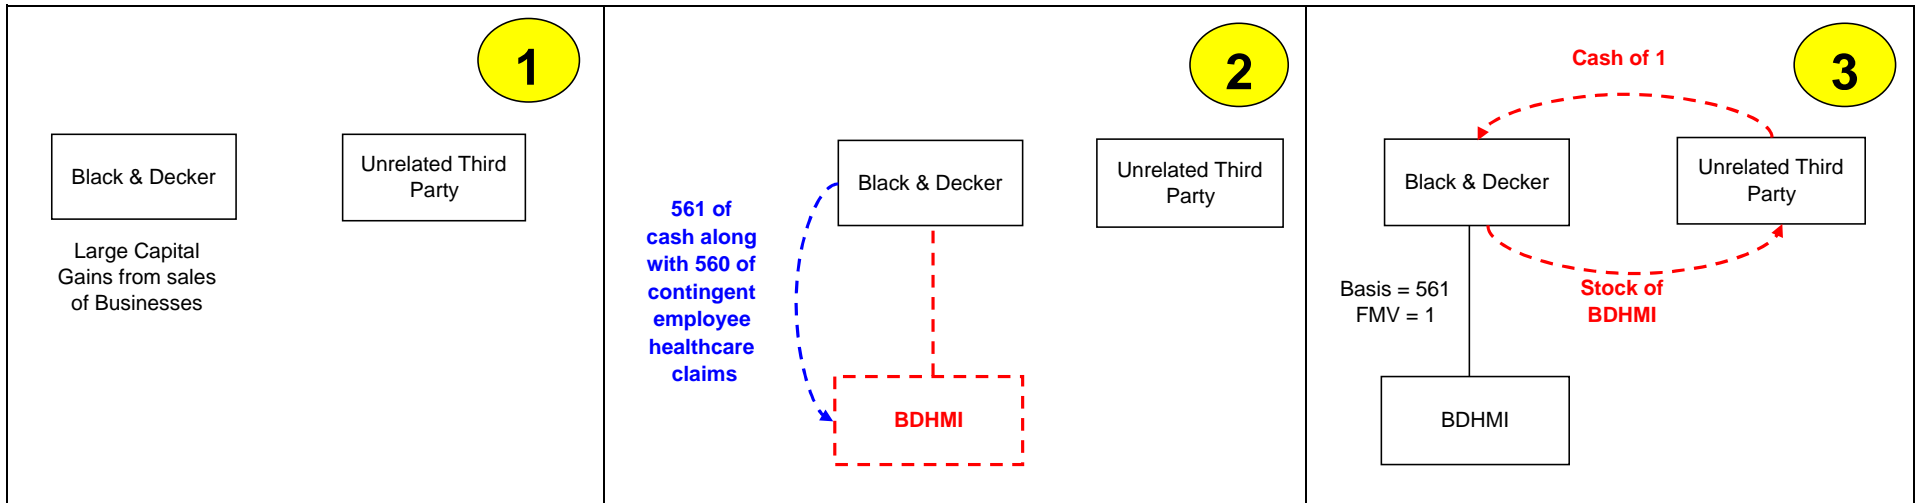 1
Black & Decker
Unrelated Third
Party
Large Capital
Gains from sales
of Businesses
2
Black & Decker
Unrelated Third
Party
561 of
cash along
with 560 of
contingent
employee
healthcare
claims
BDHMI
3
Cash of 1
Black & Decker
Unrelated Third
Party
Basis = 561
FMV = 1
Stock of
BDHMI
BDHMI